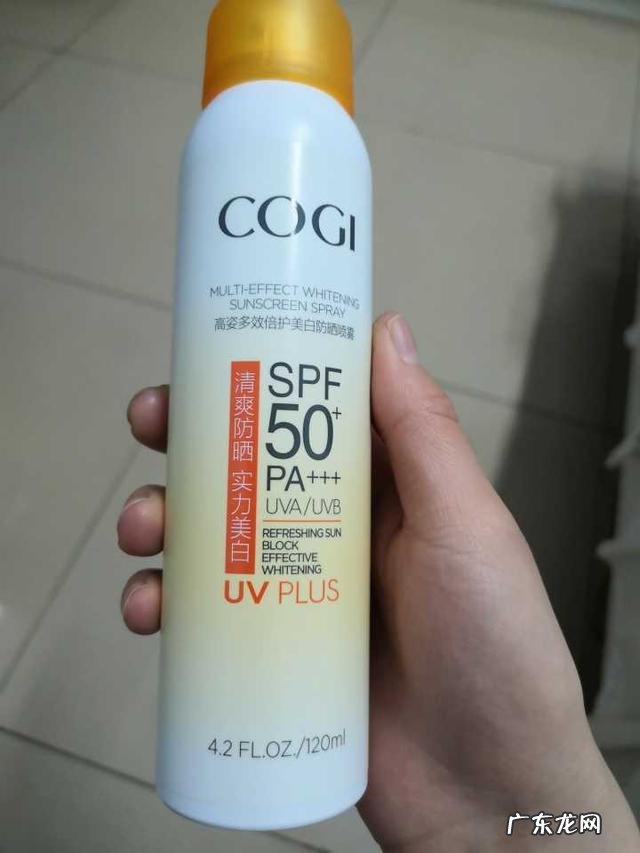 COGI
MULTI-EFFECT WHITENING
SUNSCREEN SPRAY
高姿多效倍护美白防晒喷雾
清爽防晒 实力美白
SPF
50+
PA+++
UVA/UVB
REFRESHING SUN
BLOCK
EFFECTIVE
WHITENING
UV PLUS
4.2 FL.OZ./120ml
广东龙网